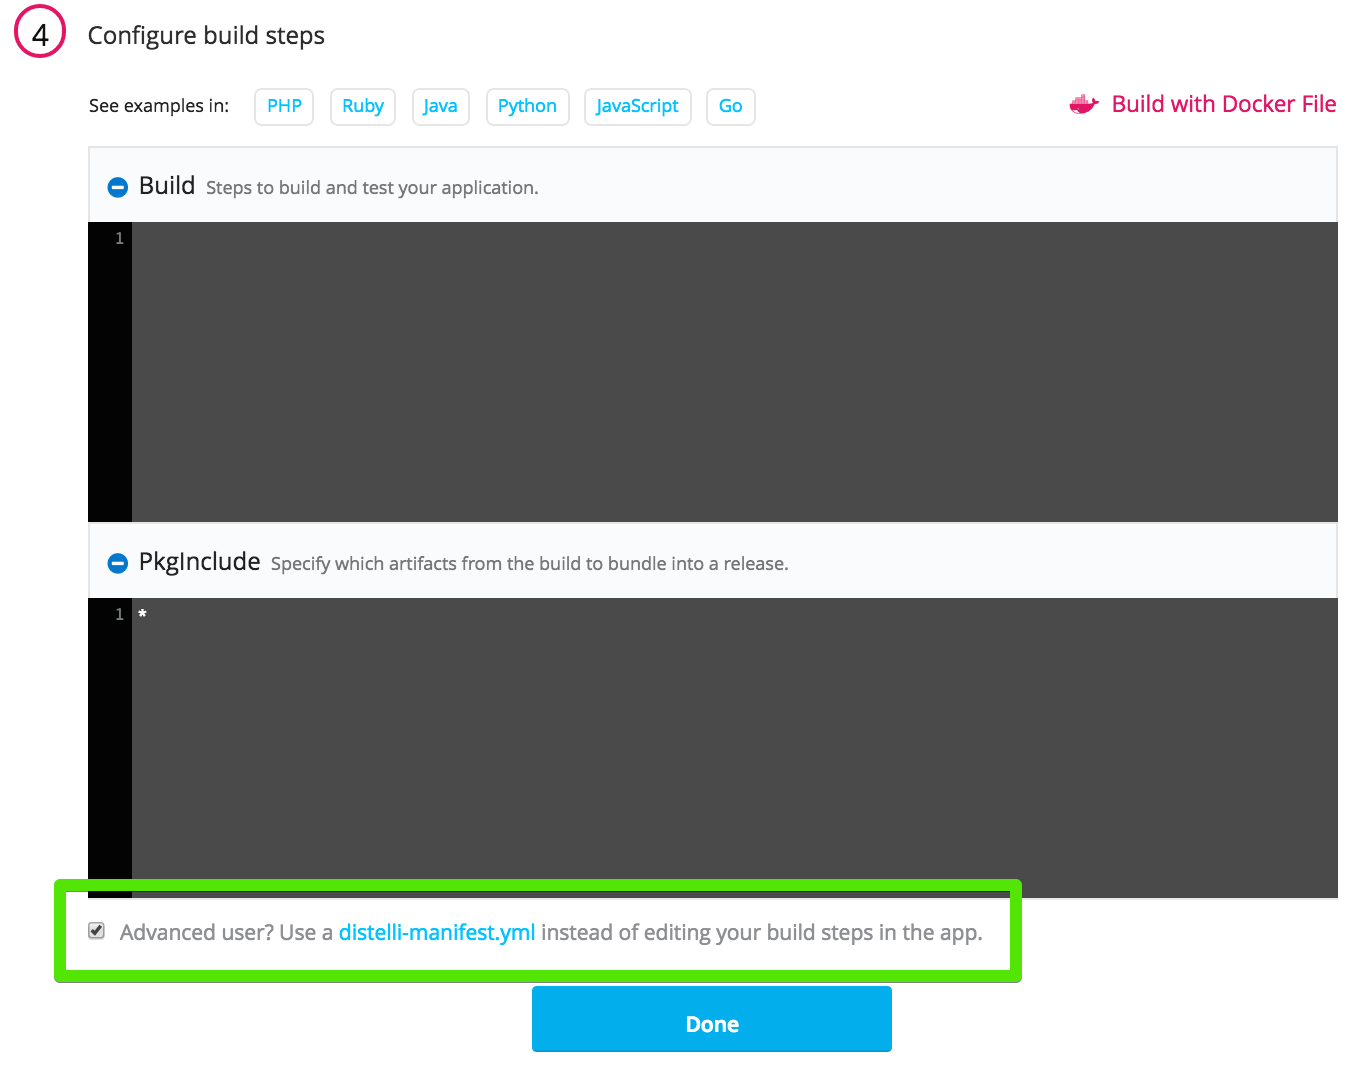 4 Configure build steps
See examples in: PHP Ruby Java Python JavaScript Go Build with Docker File
Build Steps to build and test your application.
1
PkgInclude Specify which artifacts from the build to bundle into a release.
1 *
Advanced user? Use a distelli-manifest.yml instead of editing your build steps in the app.
Done